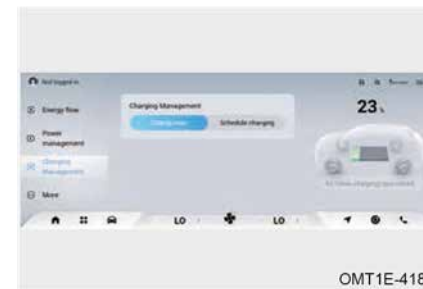 Not logged in
Energy flow
Power
management
Charging
Management
More
Charging Management
Charge now
Schedule charging
23
LO
LO
OMT1E-418